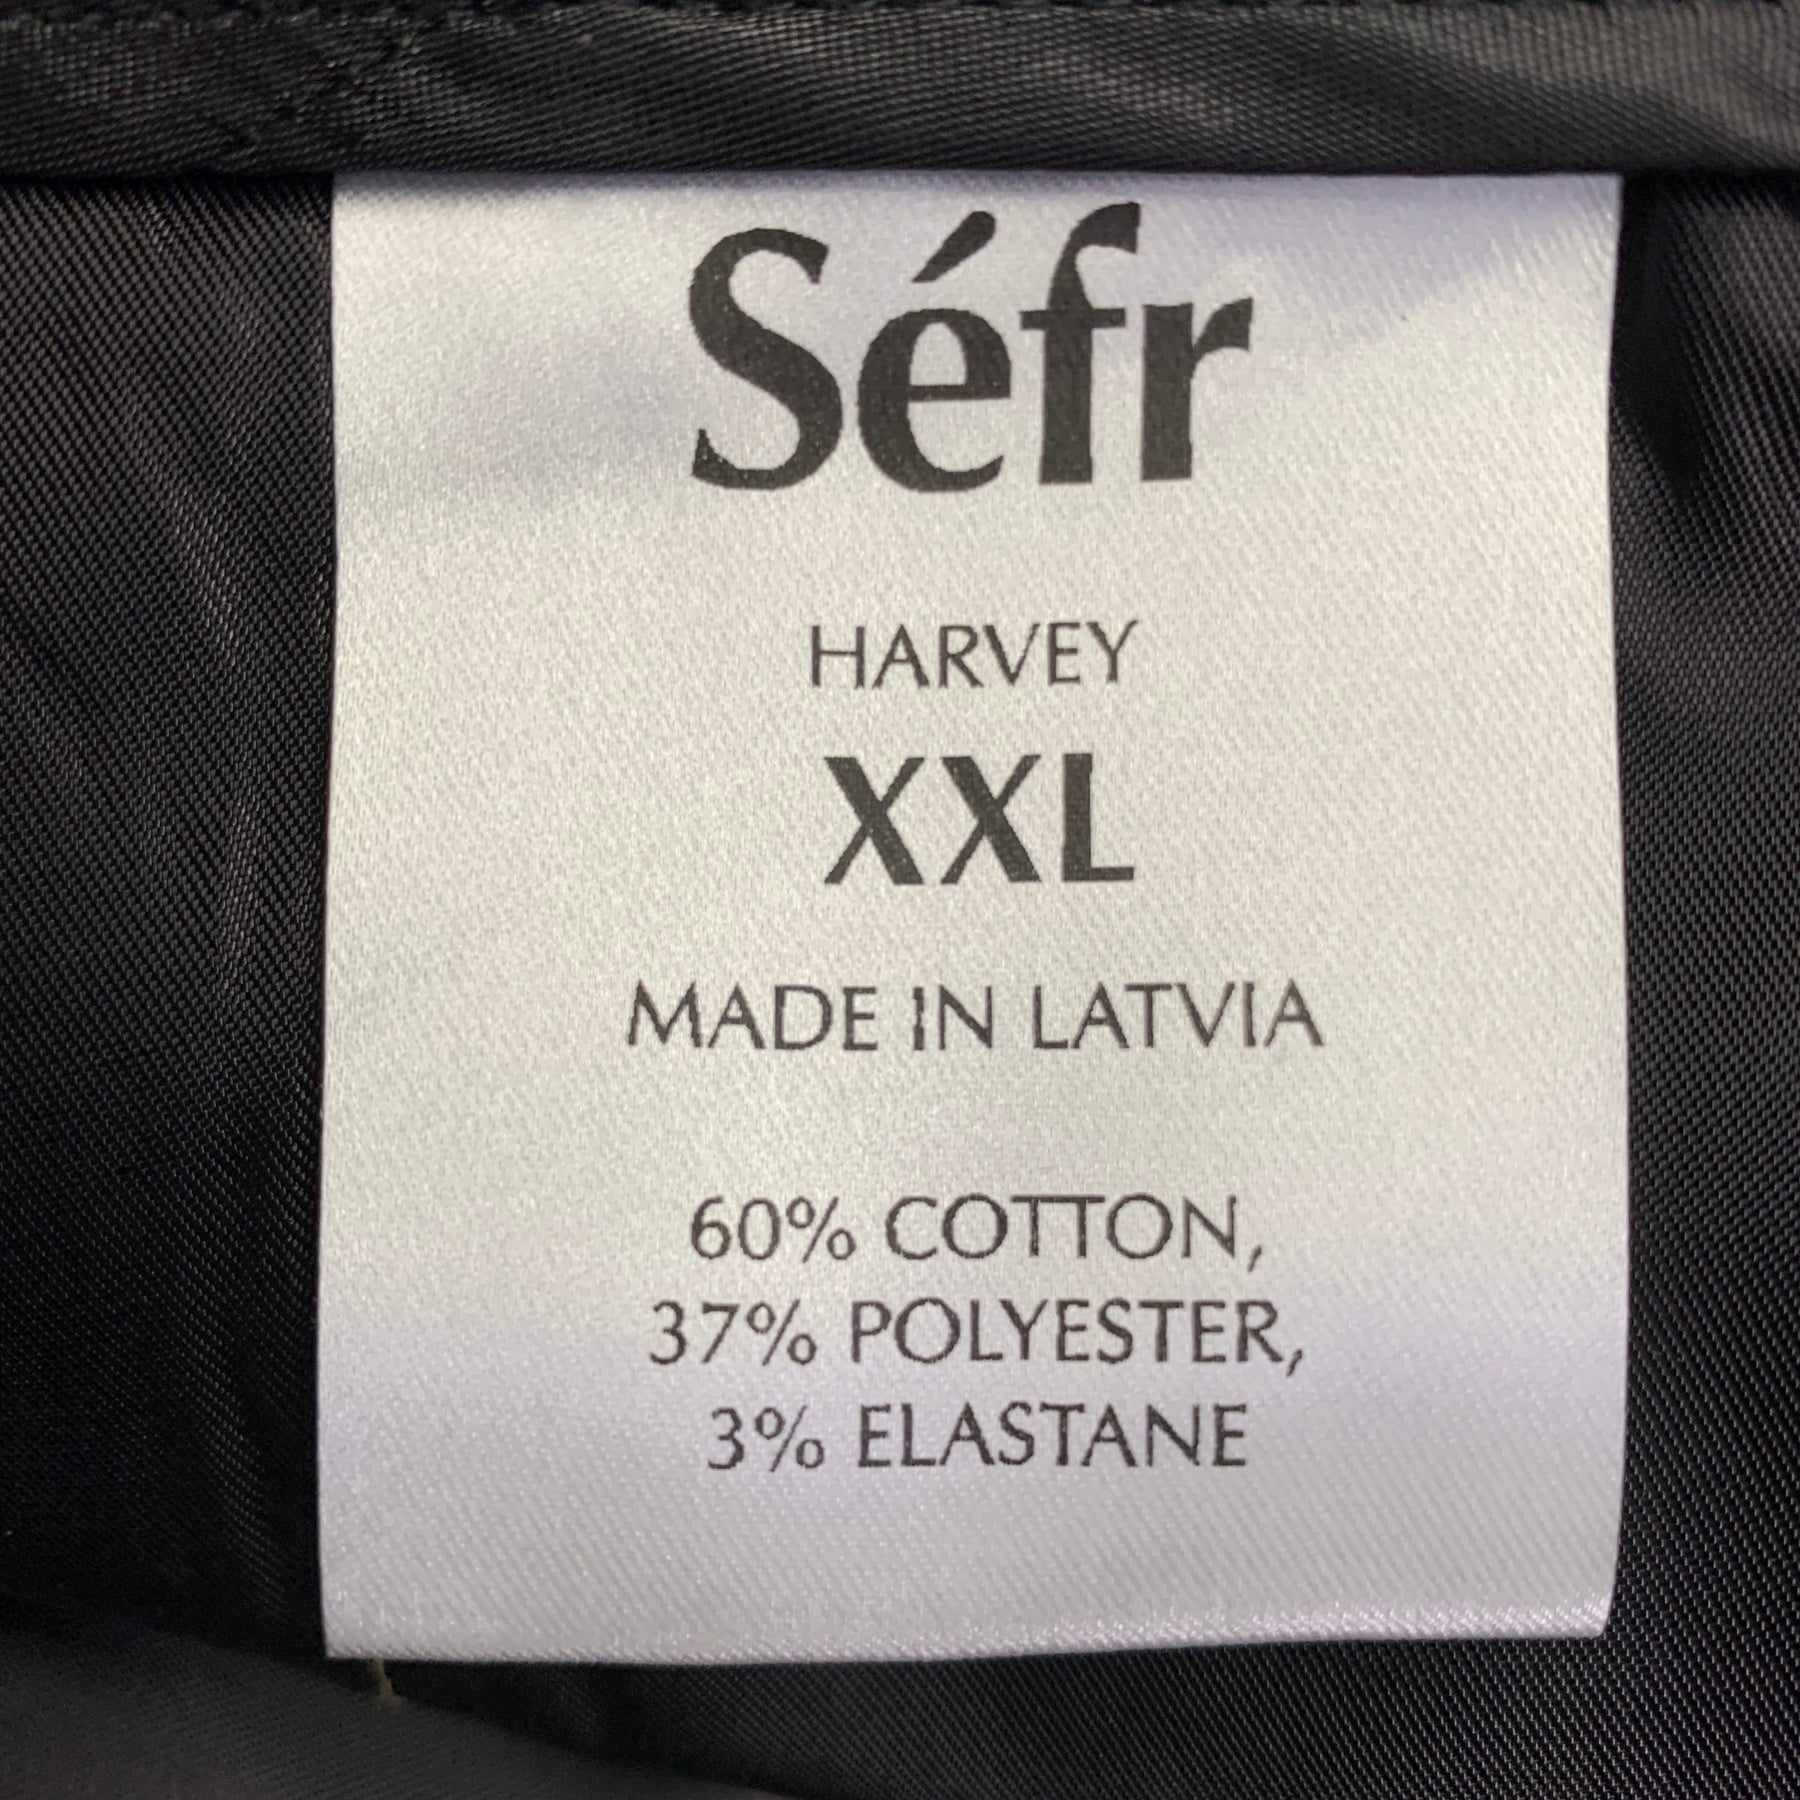 Séfr
HARVEY
XXL
MADE IN LATVIA
60% COTTON,
37% POLYESTER,
3% ELASTANE